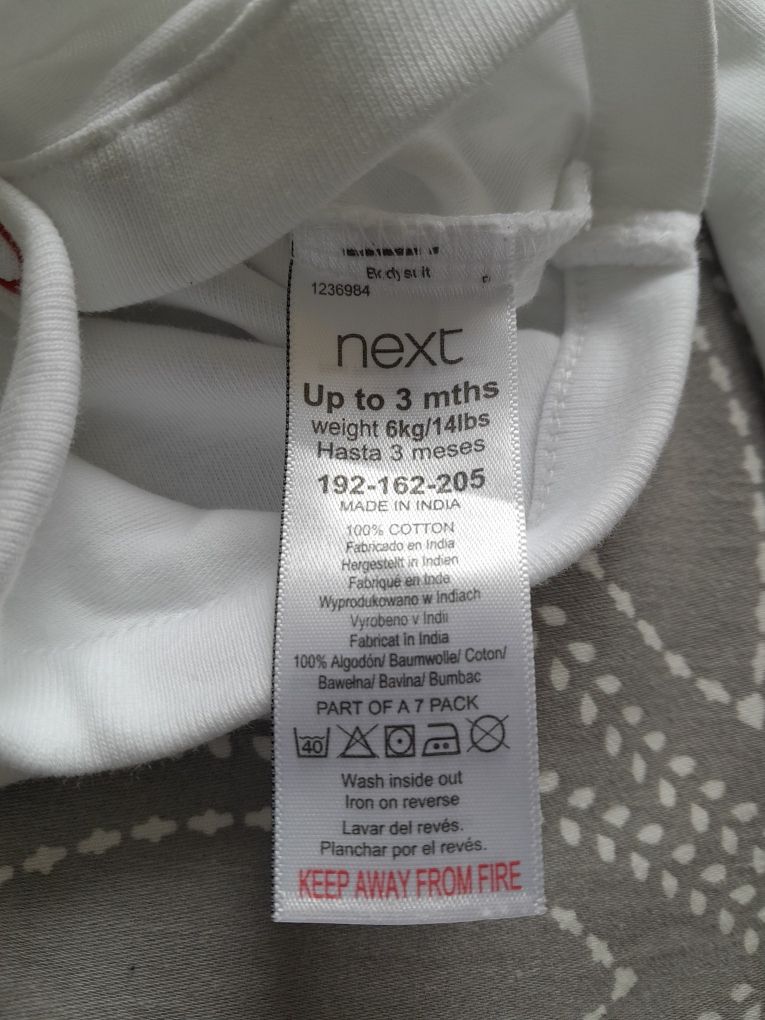 Bodysuit
1236984
next
Up to 3 mths
weight 6kg/14lbs
Hasta 3 meses
192-162-205
MADE IN INDIA
100% COTTON
Fabricado en India
Hergestellt in Indien
Fabriqué en Inde
Wyprodukowano w Indiach
Vyrobeno v Indii
Fabricat in India
100% Algodón/ Baumwolle/ Coton/
Bawełna/ Bavlna/ Bumbac
PART OF A 7 PACK
40
Wash inside out
Iron on reverse
Lavar del revés.
Planchar por el revés.
KEEP AWAY FROM FIRE